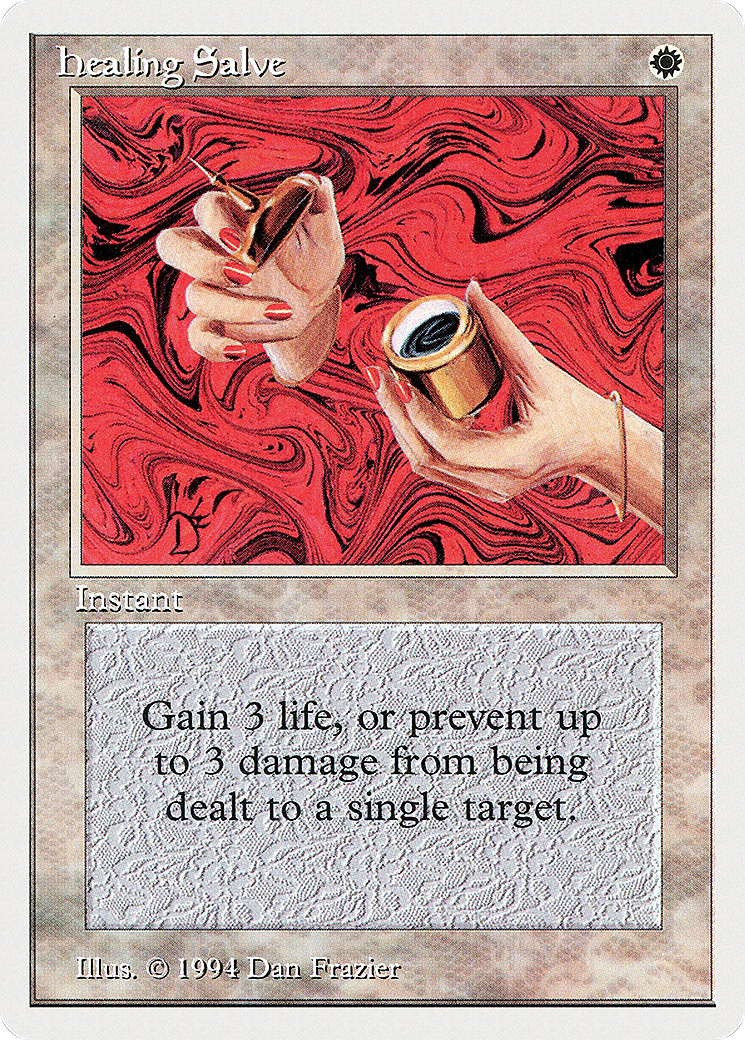 Healing Salve
Instant
Gain 3 life, or prevent up
to 3 damage from being
dealt to a single target.
Illus. © 1994 Dan Frazier